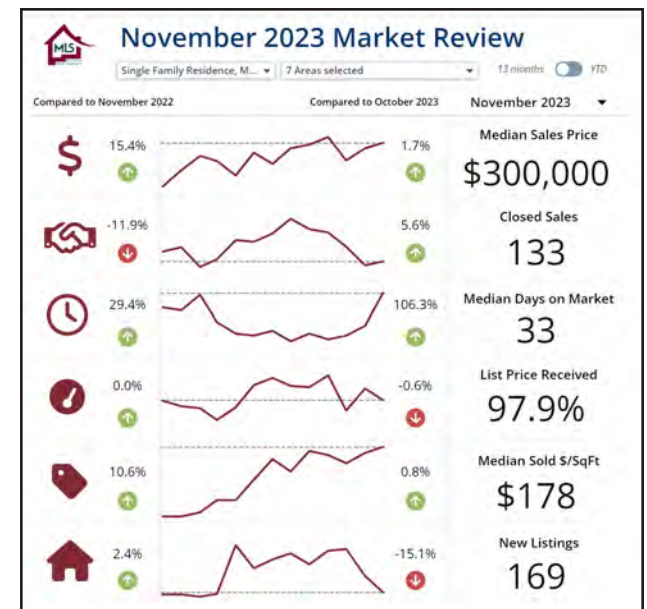 MLS
November 2023 Market Review
Single Family Residence, M...
7 Areas selected
13 months
YTD
Compared to November 2022
Compared to October 2023
November 2023
15.4%
1.7%
Median Sales Price
$300,000
-11.9%
5.6%
Closed Sales
133
29.4%
106.3%
Median Days on Market
33
0.0%
-0.6%
List Price Received
97.9%
10.6%
0.8%
Median Sold $/SqFt
$178
2.4%
-15.1%
New Listings
169